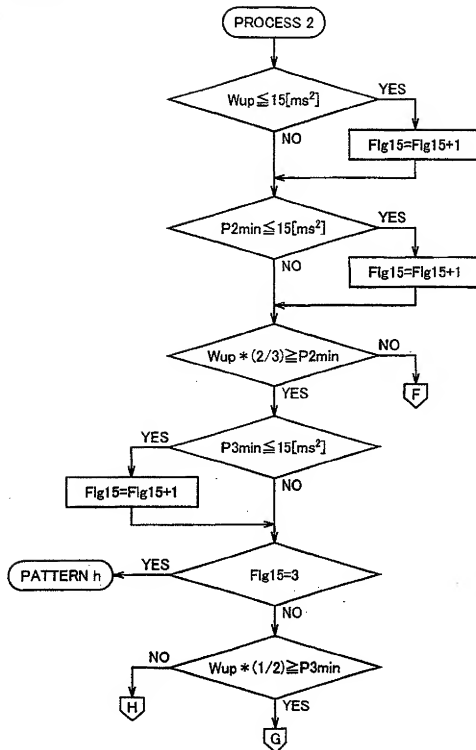 PROCESS 2
Wup≦15[ms²]
YES
NO
Flg15=Flg15+1
P2min≦15[ms²]
YES
NO
Flg15=Flg15+1
Wup*(2/3)≧P2min
NO
F
YES
P3min≦15[ms²]
YES
NO
Flg15=Flg15+1
Flg15=3
YES
PATTERN h
NO
Wup*(1/2)≧P3min
NO
H
YES
G